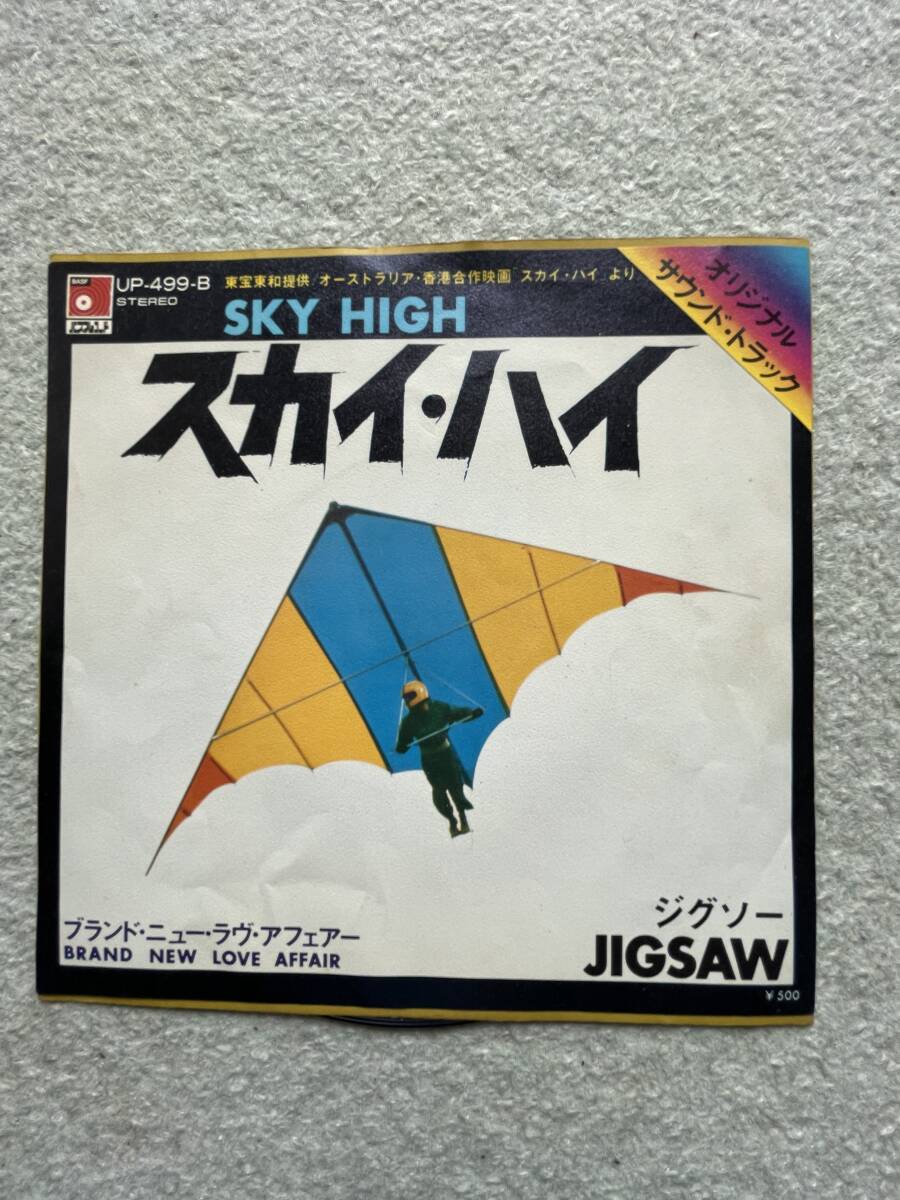 BASF
UP-499-B
STEREO
東宝東和提供/オーストラリア・香港合作映画 スカイ・ハイ より
SKY HIGH
スカイ・ハイ
オリジナル
サウンド・トラック
ブランド・ニュー・ラヴ・アフェアー
BRAND NEW LOVE AFFAIR
ジグソー
JIGSAW
¥500